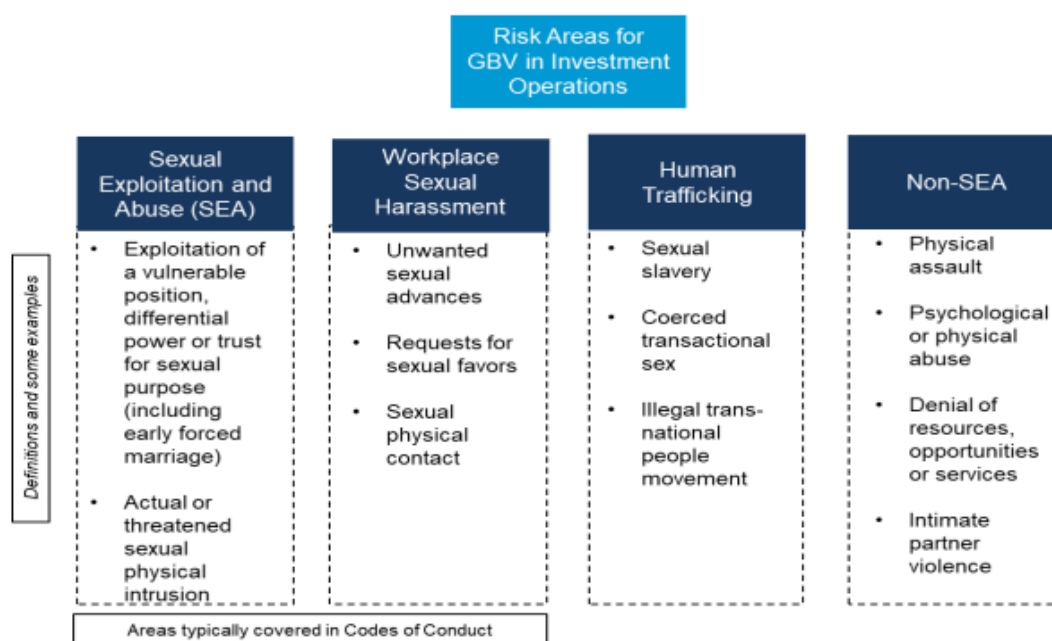 Risk Areas for
GBV in Investment
Operations
Sexual
Exploitation and
Abuse (SEA)
• Exploitation of
a vulnerable
position,
differential
power or trust
for sexual
purpose
(including
early forced
marriage)
• Actual or
threatened
sexual
physical
intrusion
Workplace
Sexual
Harassment
• Unwanted
sexual
advances
• Requests for
sexual favors
• Sexual
physical
contact
Human
Trafficking
• Sexual
slavery
• Coerced
transactional
sex
• Illegal trans-
national
people
movement
Non-SEA
• Physical
assault
• Psychological
or physical
abuse
• Denial of
resources,
opportunities
or services
• Intimate
partner
violence
Definitions and some examples
Areas typically covered in Codes of Conduct